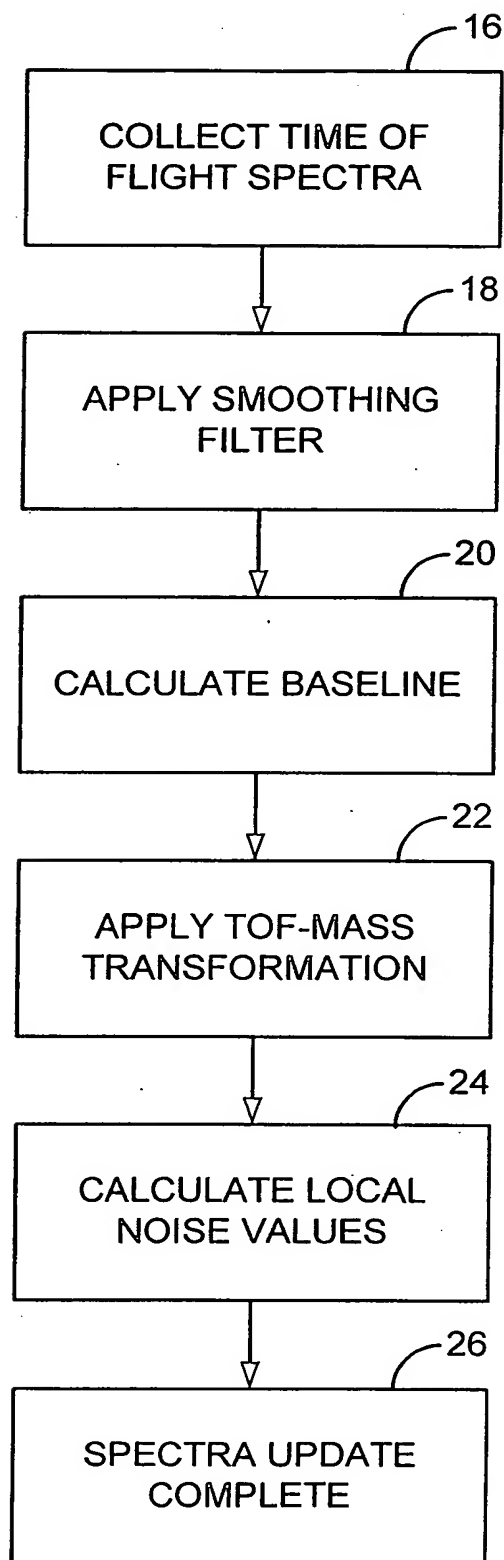 16
COLLECT TIME OF
FLIGHT SPECTRA
18
APPLY SMOOTHING
FILTER
20
CALCULATE BASELINE
22
APPLY TOF-MASS
TRANSFORMATION
24
CALCULATE LOCAL
NOISE VALUES
26
SPECTRA UPDATE
COMPLETE